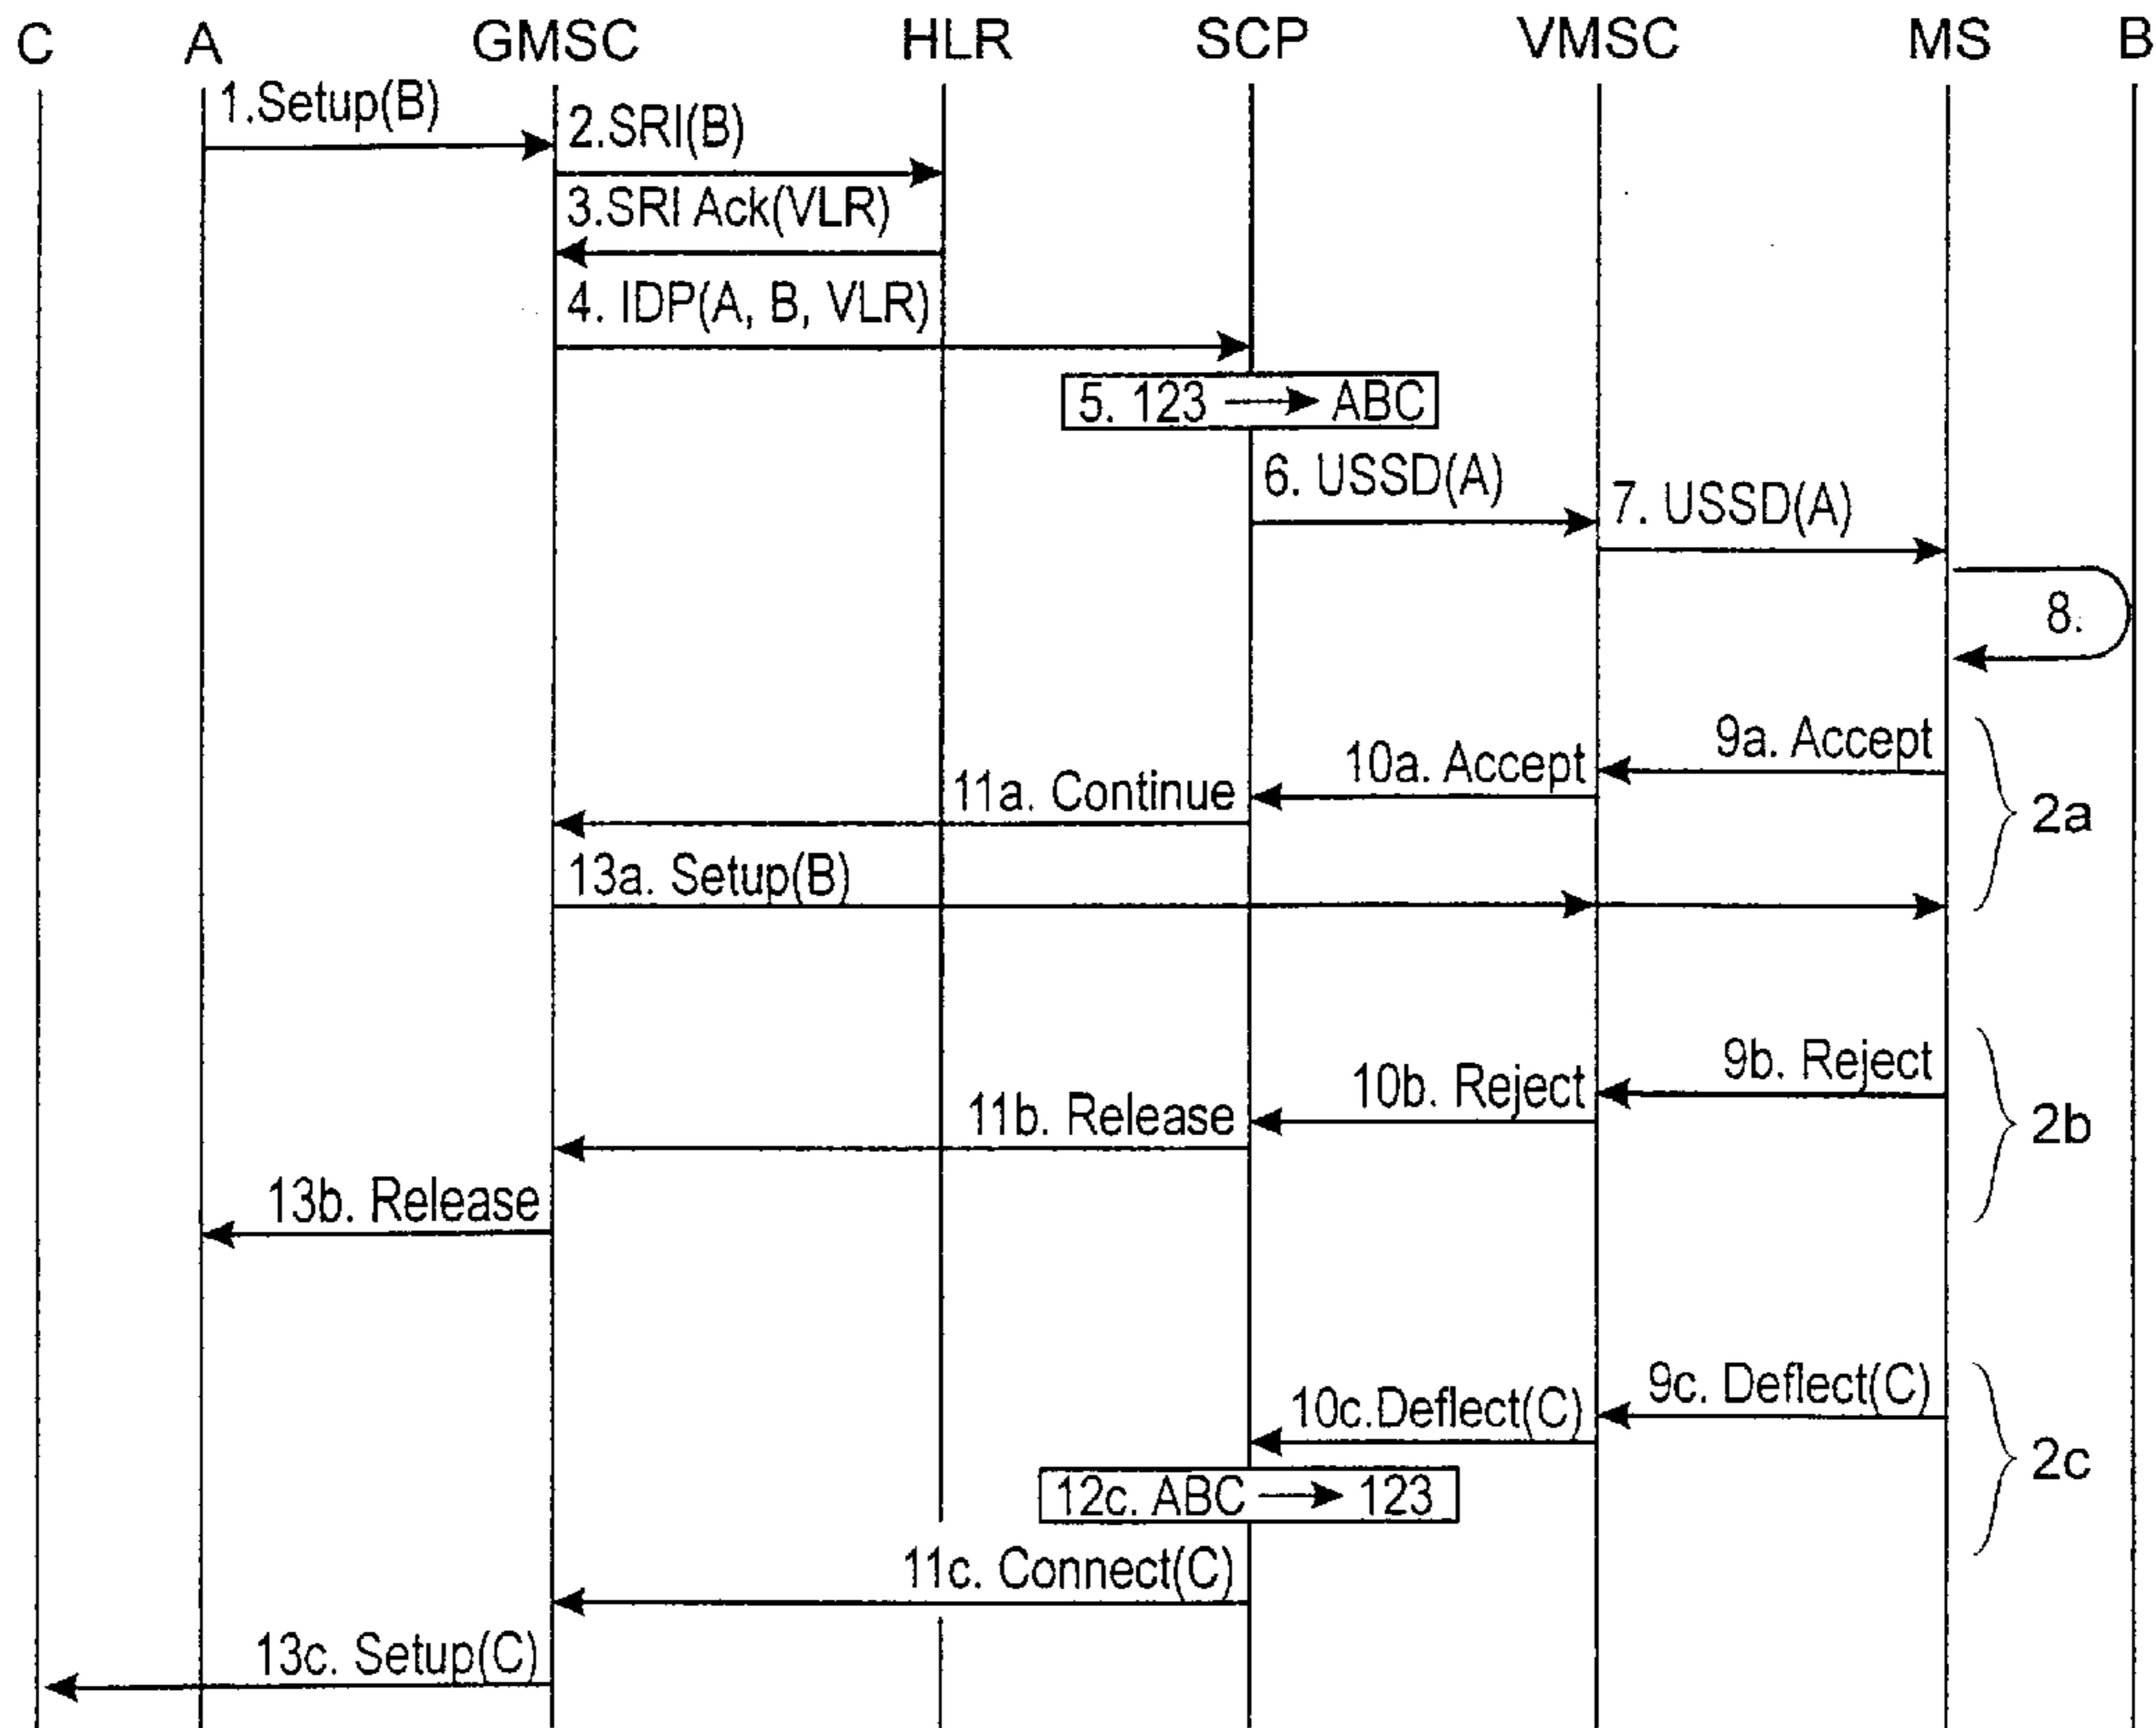 C A GMSC HLR SCP VMSC MS B
1.Setup(B)
2.SRI(B)
3.SRI Ack(VLR)
4. IDP(A, B, VLR)
5. 123 → ABC
6. USSD(A)
7. USSD(A)
8.
9a. Accept
10a. Accept
11a. Continue
2a
13a. Setup(B)
9b. Reject
10b. Reject
11b. Release
2b
13b. Release
9c. Deflect(C)
10c.Deflect(C)
2c
12c. ABC → 123
11c. Connect(C)
13c. Setup(C)